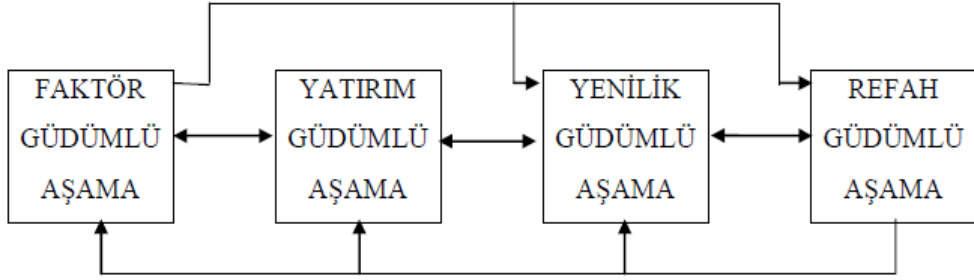 FAKTÖR
GÜDÜMLÜ
AŞAMA
YATIRIM
GÜDÜMLÜ
AŞAMA
YENİLİK
GÜDÜMLÜ
AŞAMA
REFAH
GÜDÜMLÜ
AŞAMA